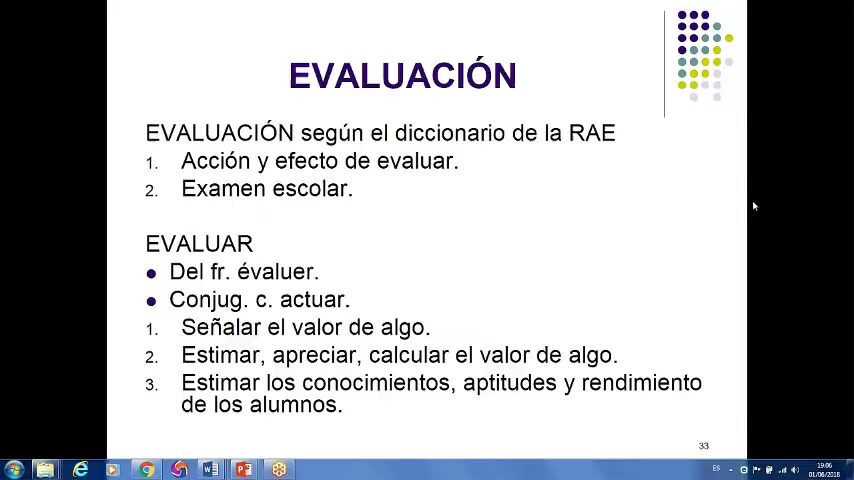 EVALUACIÓN
EVALUACIÓN según el diccionario de la RAE
1. Acción y efecto de evaluar.
2. Examen escolar.
EVALUAR
● Del fr. évaluer.
● Conjug. c. actuar.
1. Señalar el valor de algo.
2. Estimar, apreciar, calcular el valor de algo.
3. Estimar los conocimientos, aptitudes y rendimiento
de los alumnos.
33
ES
19:06
01/06/2018